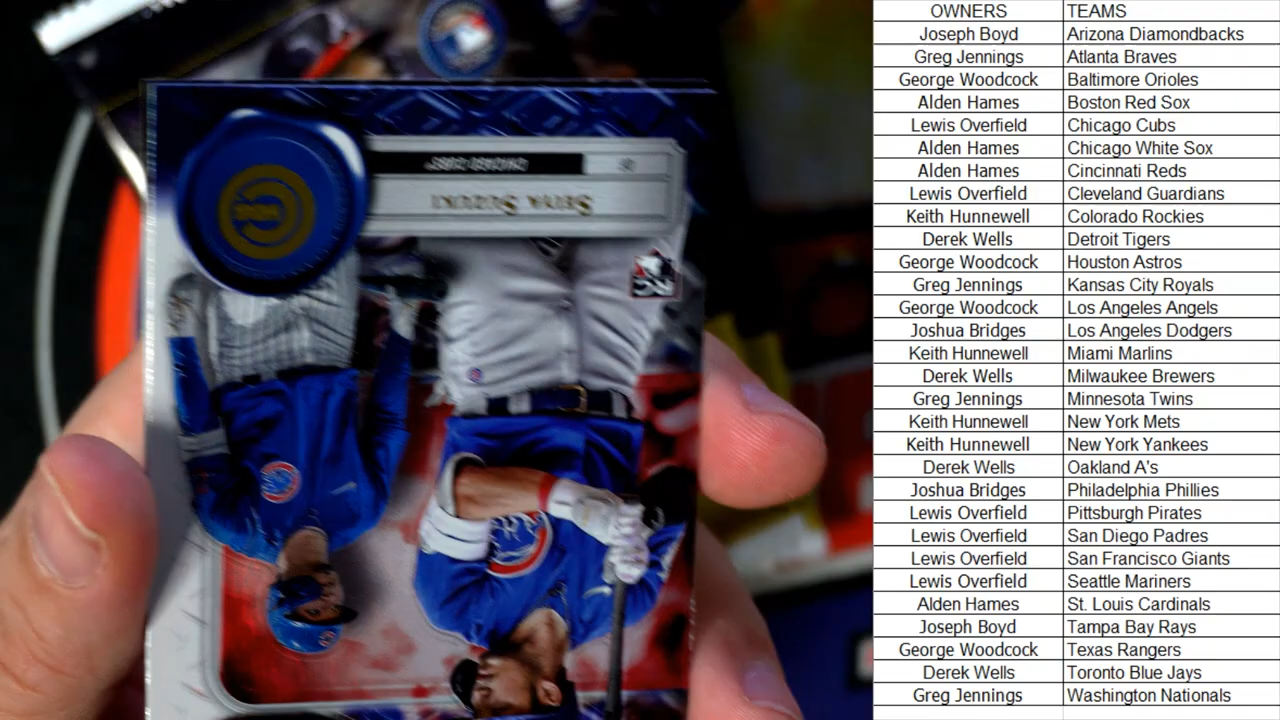 SEIYA SUZUKI
CHICAGO CUBS®
RC
OWNERS TEAMS
Joseph Boyd Arizona Diamondbacks
Greg Jennings Atlanta Braves
George Woodcock Baltimore Orioles
Alden Hames Boston Red Sox
Lewis Overfield Chicago Cubs
Alden Hames Chicago White Sox
Alden Hames Cincinnati Reds
Lewis Overfield Cleveland Guardians
Keith Hunnewell Colorado Rockies
Derek Wells Detroit Tigers
George Woodcock Houston Astros
Greg Jennings Kansas City Royals
George Woodcock Los Angeles Angels
Joshua Bridges Los Angeles Dodgers
Keith Hunnewell Miami Marlins
Derek Wells Milwaukee Brewers
Greg Jennings Minnesota Twins
Keith Hunnewell New York Mets
Keith Hunnewell New York Yankees
Derek Wells Oakland A's
Joshua Bridges Philadelphia Phillies
Lewis Overfield Pittsburgh Pirates
Lewis Overfield San Diego Padres
Lewis Overfield San Francisco Giants
Lewis Overfield Seattle Mariners
Alden Hames St. Louis Cardinals
Joseph Boyd Tampa Bay Rays
George Woodcock Texas Rangers
Derek Wells Toronto Blue Jays
Greg Jennings Washington Nationals